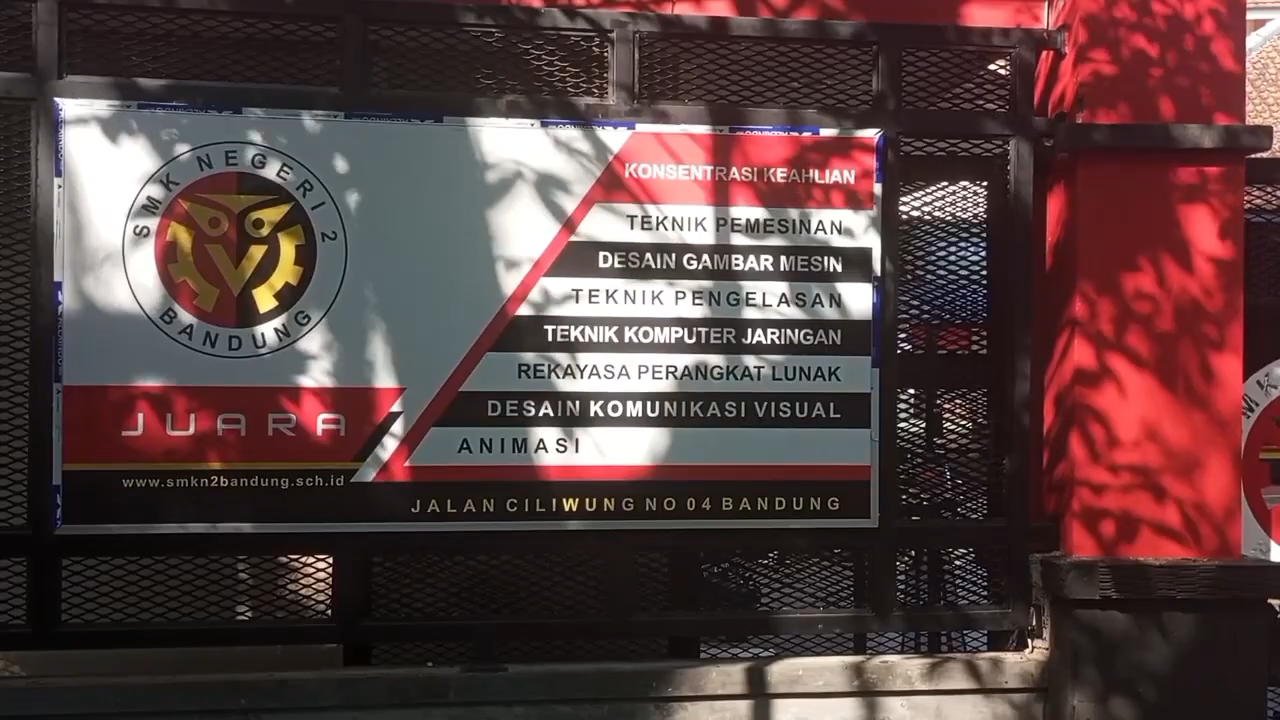 SMK NEGERI 2
BANDUNG
JUARA
www.smkn2bandung.sch.id
KONSENTRASI KEAHLIAN
TEKNIK PEMESINAN
DESAIN GAMBAR MESIN
TEKNIK PENGELASAN
TEKNIK KOMPUTER JARINGAN
REKAYASA PERANGKAT LUNAK
DESAIN KOMUNIKASI VISUAL
ANIMASI
JALAN CILIWUNG NO 04 BANDUNG
M K